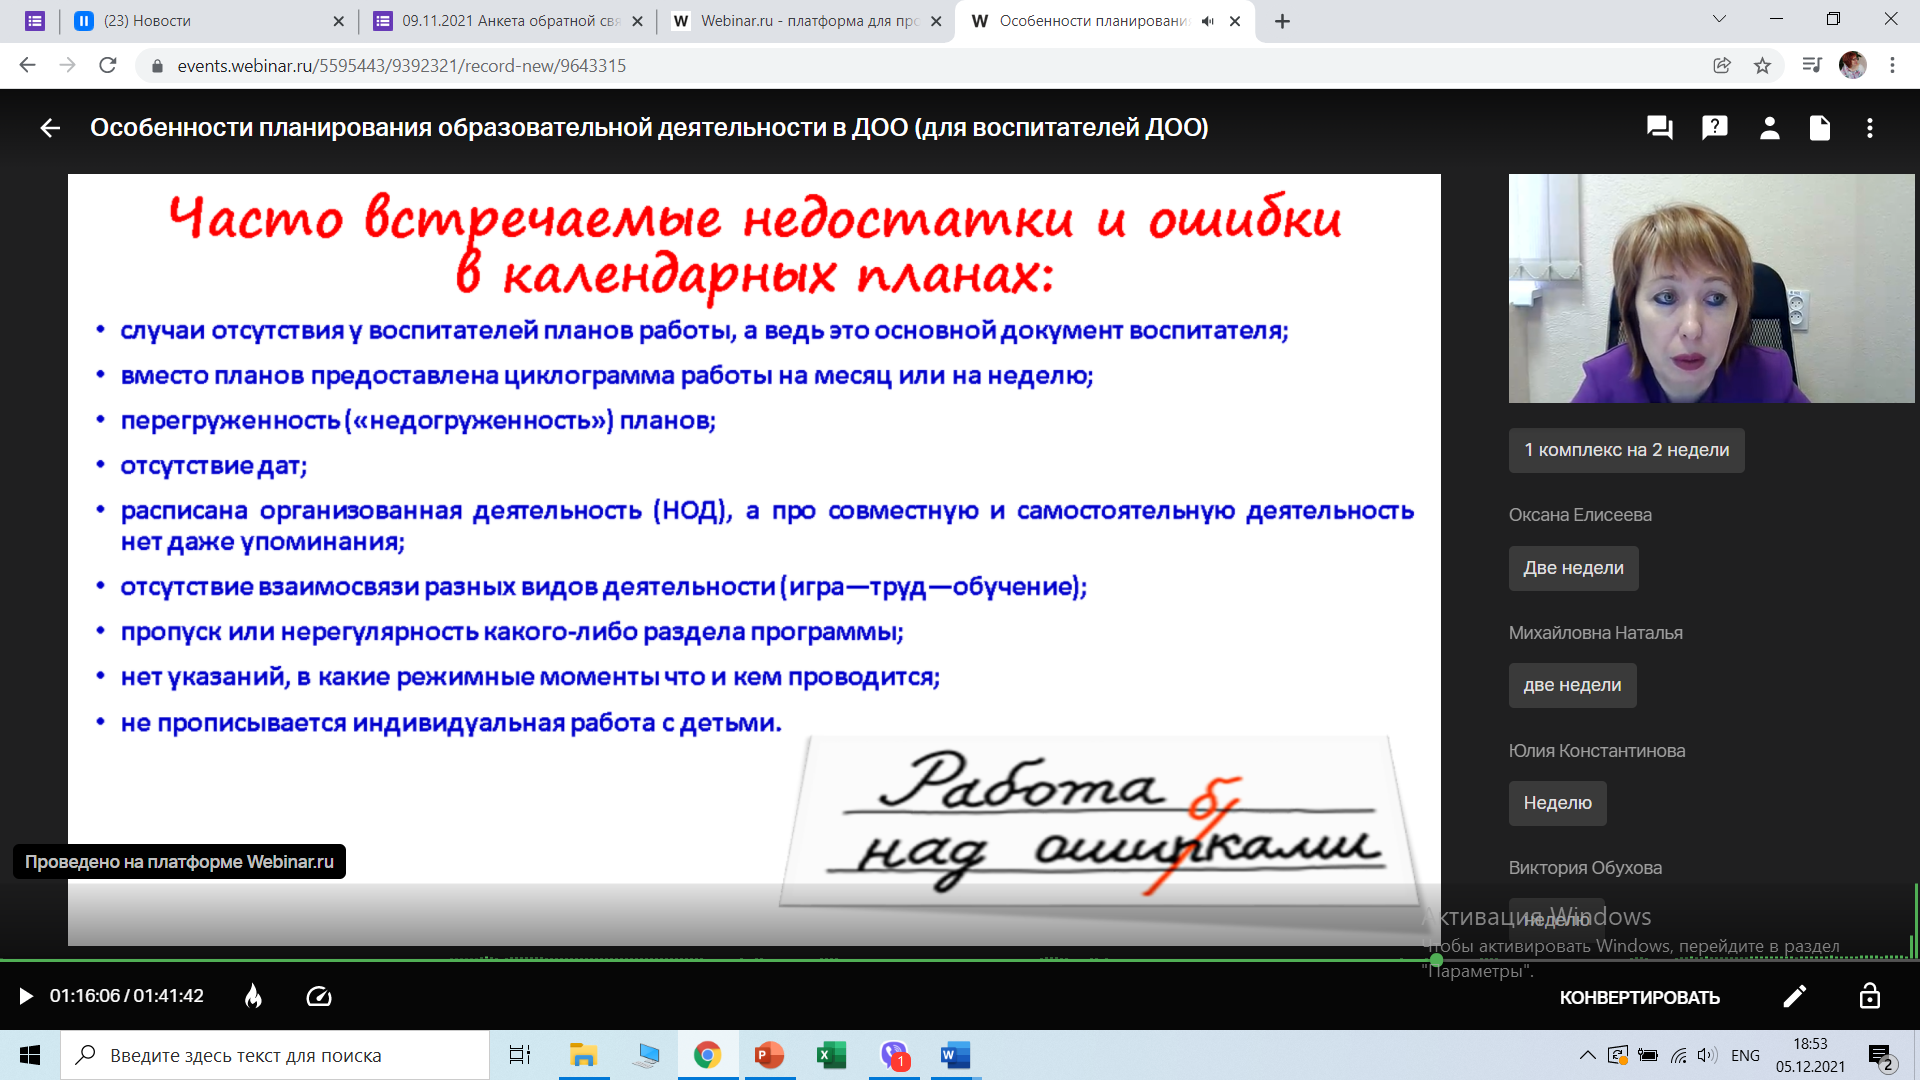 (23) Новости
09.11.2021 Анкета обратной свя
Webinar.ru - платформа для про
Особенности планировани
events.webinar.ru/5595443/9392321/record-new/9643315
Особенности планирования образовательной деятельности в ДОО (для воспитателей ДОО)
Часто встречаемые недостатки и ошибки
в календарных планах:
• случаи отсутствия у воспитателей планов работы, а ведь это основной документ воспитателя;
• вместо планов предоставлена циклограмма работы на месяц или на неделю;
• перегруженность («недогруженность») планов;
• отсутствие дат;
• расписана организованная деятельность (НОД), а про совместную и самостоятельную деятельность
нет даже упоминания;
• отсутствие взаимосвязи разных видов деятельности (игра—труд—обучение);
• пропуск или нерегулярность какого-либо раздела программы;
• нет указаний, в какие режимные моменты что и кем проводится;
• не прописывается индивидуальная работа с детьми.
Работа б
над ошипками
Проведено на платформе Webinar.ru
1 комплекс на 2 недели
Оксана Елисеева
Две недели
Михайловна Наталья
две недели
Юлия Константинова
Неделю
Виктория Обухова
неделю
Активация Windows
Чтобы активировать Windows, перейдите в раздел
"Параметры".
01:16:06 / 01:41:42
КОНВЕРТИРОВАТЬ
Введите здесь текст для поиска
1
ENG
18:53
05.12.2021
2